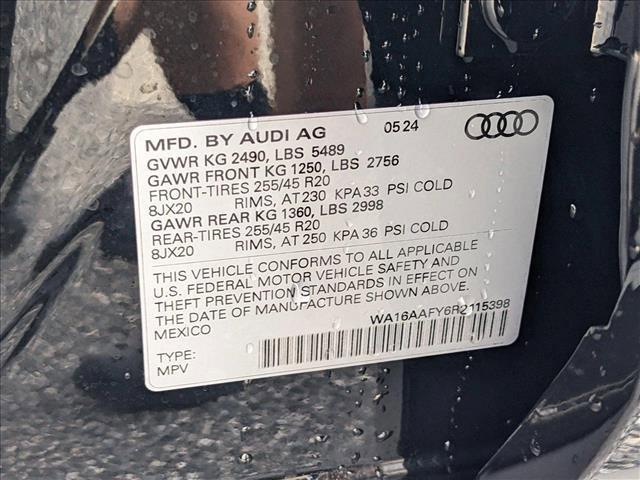 MFD. BY AUDI AG 05 24
GVWR KG 2490, LBS 5489
GAWR FRONT KG 1250, LBS 2756
FRONT-TIRES 255/45 R20
8JX20 RIMS, AT 230 KPA 33 PSI COLD
GAWR REAR KG 1360, LBS 2998
REAR-TIRES 255/45 R20
8JX20 RIMS, AT 250 KPA 36 PSI COLD
THIS VEHICLE CONFORMS TO ALL APPLICABLE
U.S. FEDERAL MOTOR VEHICLE SAFETY AND
THEFT PREVENTION STANDARDS IN EFFECT ON
THE DATE OF MANUFACTURE SHOWN ABOVE.
MEXICO
WA16AAFY6R2115398
TYPE:
MPV